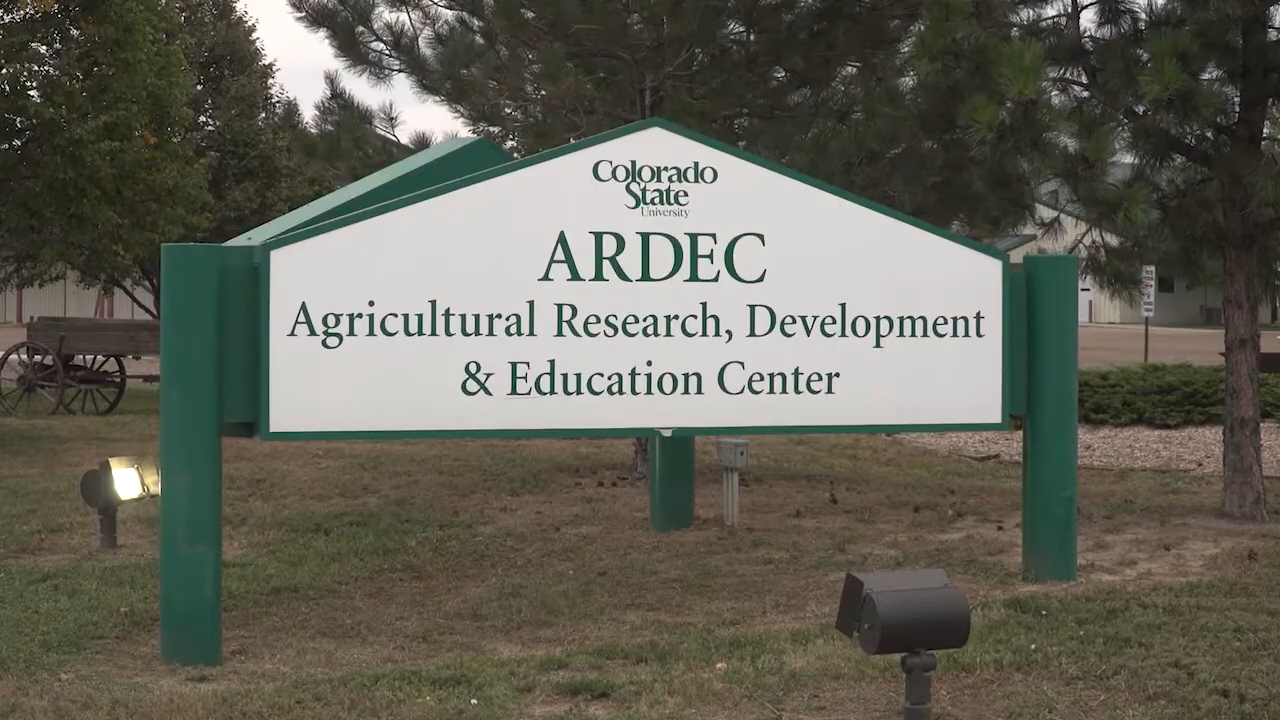 Colorado
State
University
ARDEC
Agricultural Research, Development
& Education Center